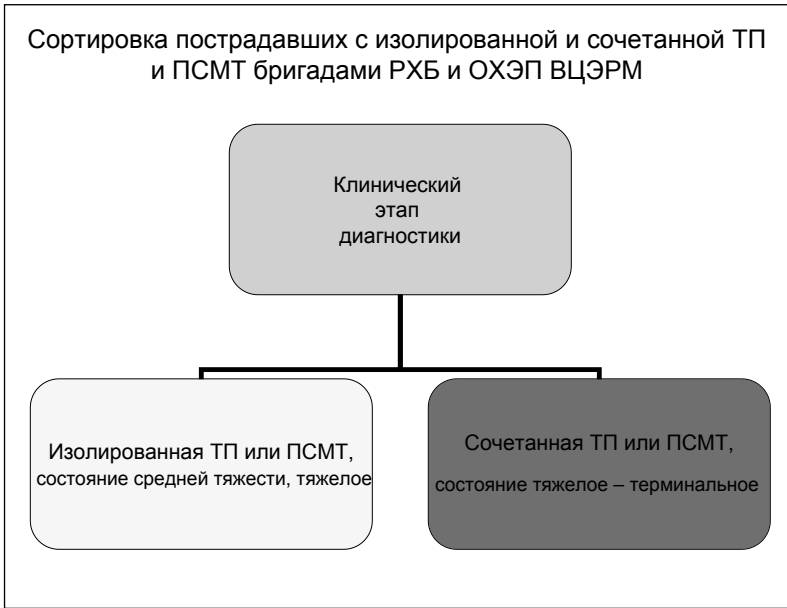 Сортировка пострадавших с изолированной и сочетанной ТП
и ПСМТ бригадами РХБ и ОХЭП ВЦЭРМ
Клинический
этап
диагностики
Изолированная ТП или ПСМТ,
состояние средней тяжести, тяжелое
Сочетанная ТП или ПСМТ,
состояние тяжелое – терминальное